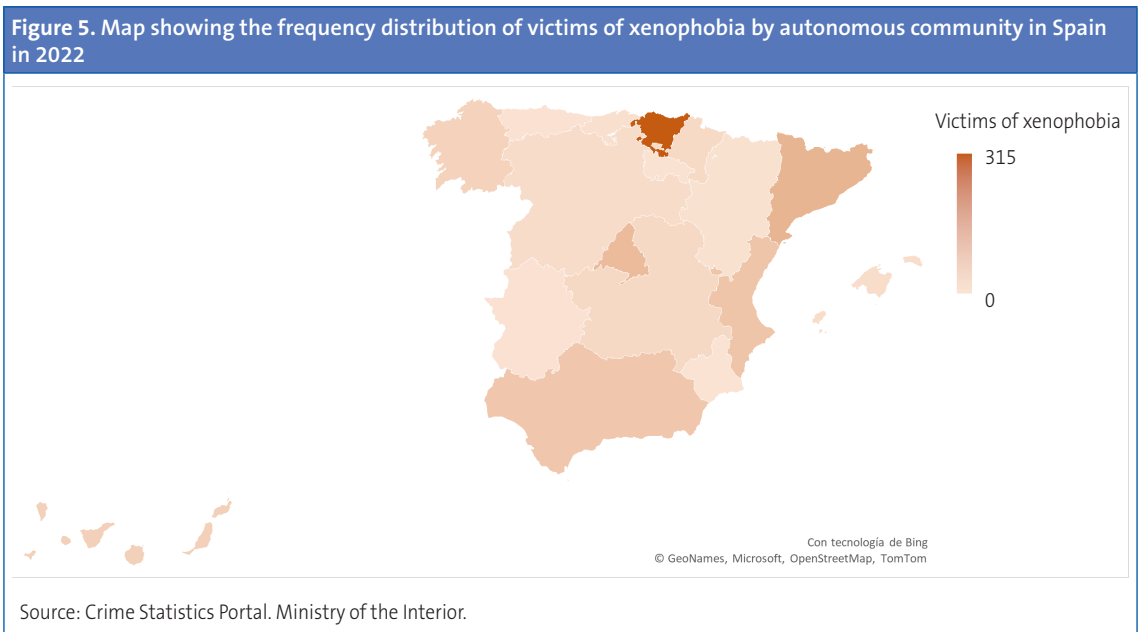 Figure 5. Map showing the frequency distribution of victims of xenophobia by autonomous community in Spain
in 2022
Victims of xenophobia
315
0
Con tecnología de Bing
© GeoNames, Microsoft, OpenStreetMap, TomTom
Source: Crime Statistics Portal. Ministry of the Interior.